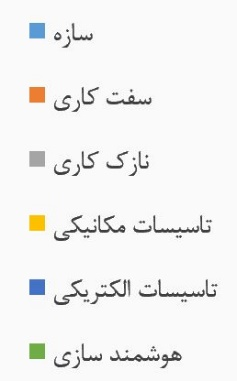 سازه
سفت کاری
نازک کاری
تاسیسات مکانیکی
تاسیسات الکتریکی
هوشمند سازی